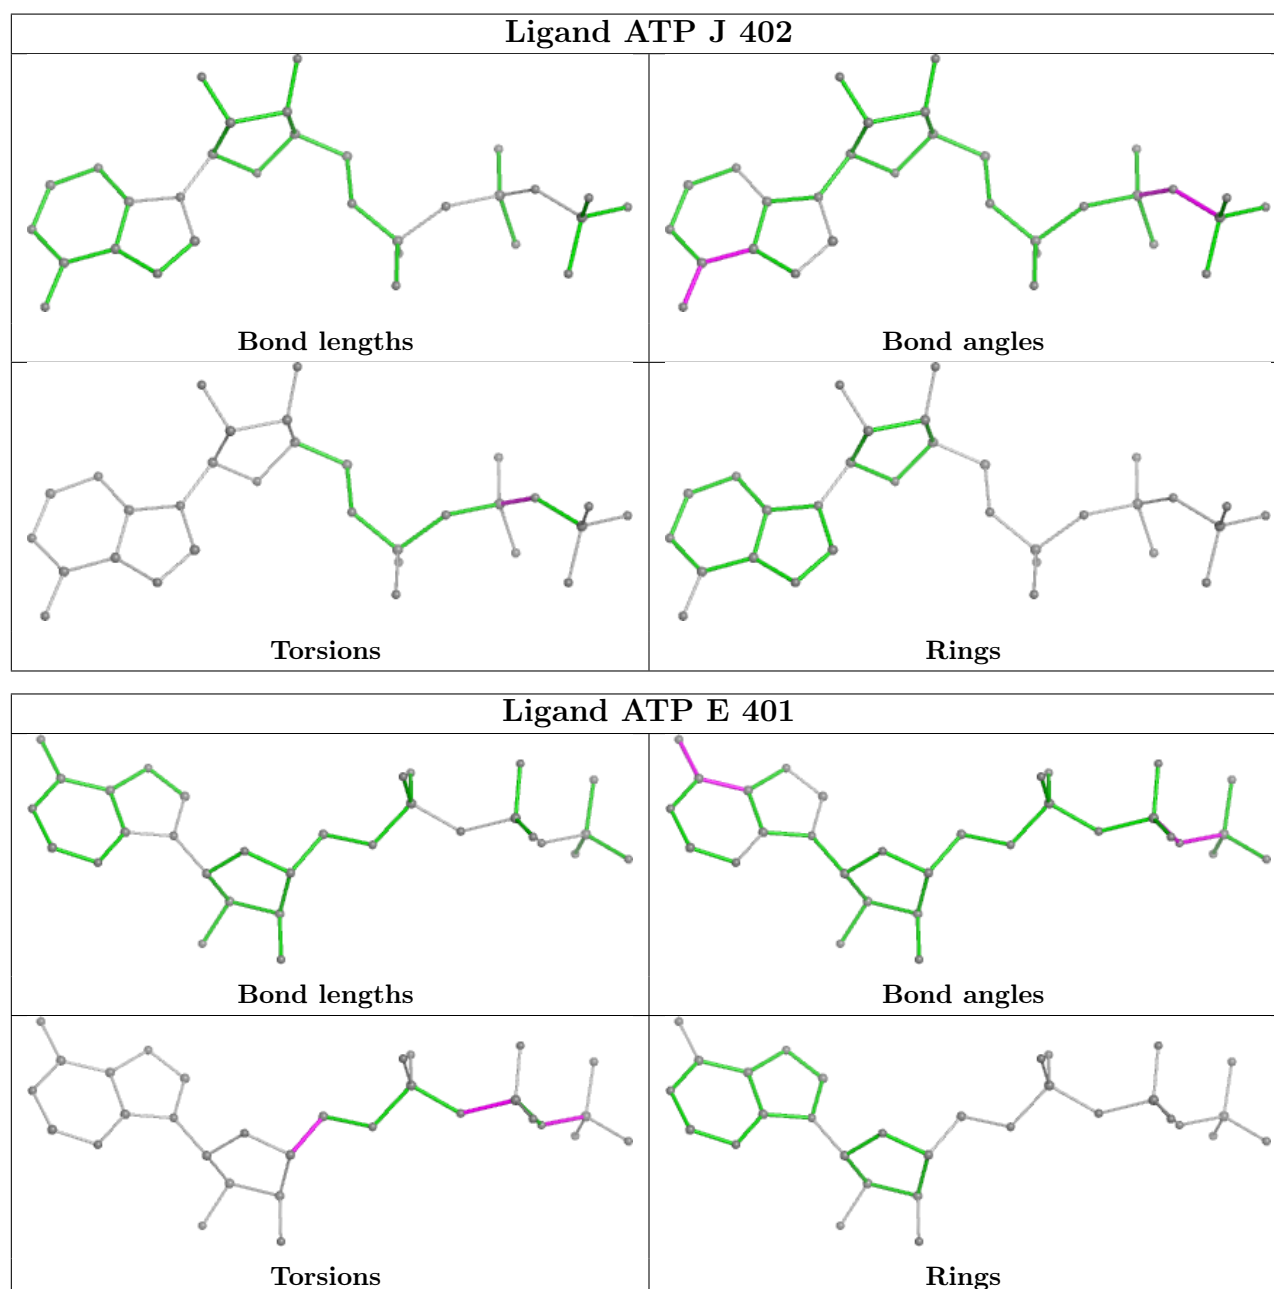 Ligand ATP J 402
Bond lengths
Bond angles
Torsions
Rings
Ligand ATP E 401
Bond lengths
Bond angles
Torsions
Rings